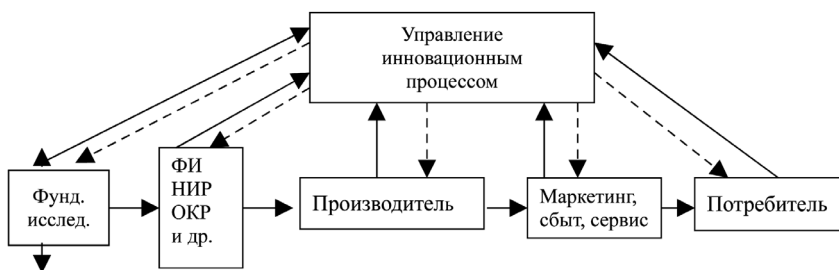 Управление
инновационным
процессом
Фунд.
исслед.
ФИ
НИР
ОКР
и др.
Производитель
Маркетинг,
сбыт, сервис
Потребитель